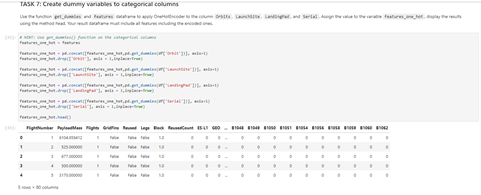 TASK 7: Create dummy variables to categorical columns
Use the function get_dummies and features dataframe to apply OneHotEncoder to the column Orbits, LaunchSite, LandingPad, and Serial. Assign the value to the variable features_one_hot, display the results
using the method head. Your result dataframe must include all features including the encoded ones.
# HINT: Use get_dummies() function on the categorical columns
features_one_hot = features
features_one_hot = pd.concat([features_one_hot,pd.get_dummies(df['Orbit'])], axis=1)
features_one_hot.drop(['Orbit'], axis = 1,inplace=True)
features_one_hot = pd.concat([features_one_hot,pd.get_dummies(df['LaunchSite'])], axis=1)
features_one_hot.drop(['LaunchSite'], axis = 1,inplace=True)
features_one_hot = pd.concat([features_one_hot,pd.get_dummies(df['LandingPad'])], axis=1)
features_one_hot.drop(['LandingPad'], axis = 1,inplace=True)
features_one_hot = pd.concat([features_one_hot,pd.get_dummies(df['Serial'])], axis=1)
features_one_hot.drop(['Serial'], axis = 1,inplace=True)
features_one_hot.head()
FlightNumber PayloadMass Flights GridFins Reused Legs Block ReusedCount ES-L1 GEO ... B1048 B1049 B1050 B1051 B1054 B1056 B1058 B1059 B1060 B1062
0 1 6104.959412 1 False False False 1.0 0 0 0 ... 0 0 0 0 0 0 0 0 0 0
1 2 525.000000 1 False False False 1.0 0 0 0 ... 0 0 0 0 0 0 0 0 0 0
2 3 677.000000 1 False False False 1.0 0 0 0 ... 0 0 0 0 0 0 0 0 0 0
3 4 500.000000 1 False False False 1.0 0 0 0 ... 0 0 0 0 0 0 0 0 0 0
4 5 3170.000000 1 False False False 1.0 0 0 0 ... 0 0 0 0 0 0 0 0 0 0
5 rows × 80 columns